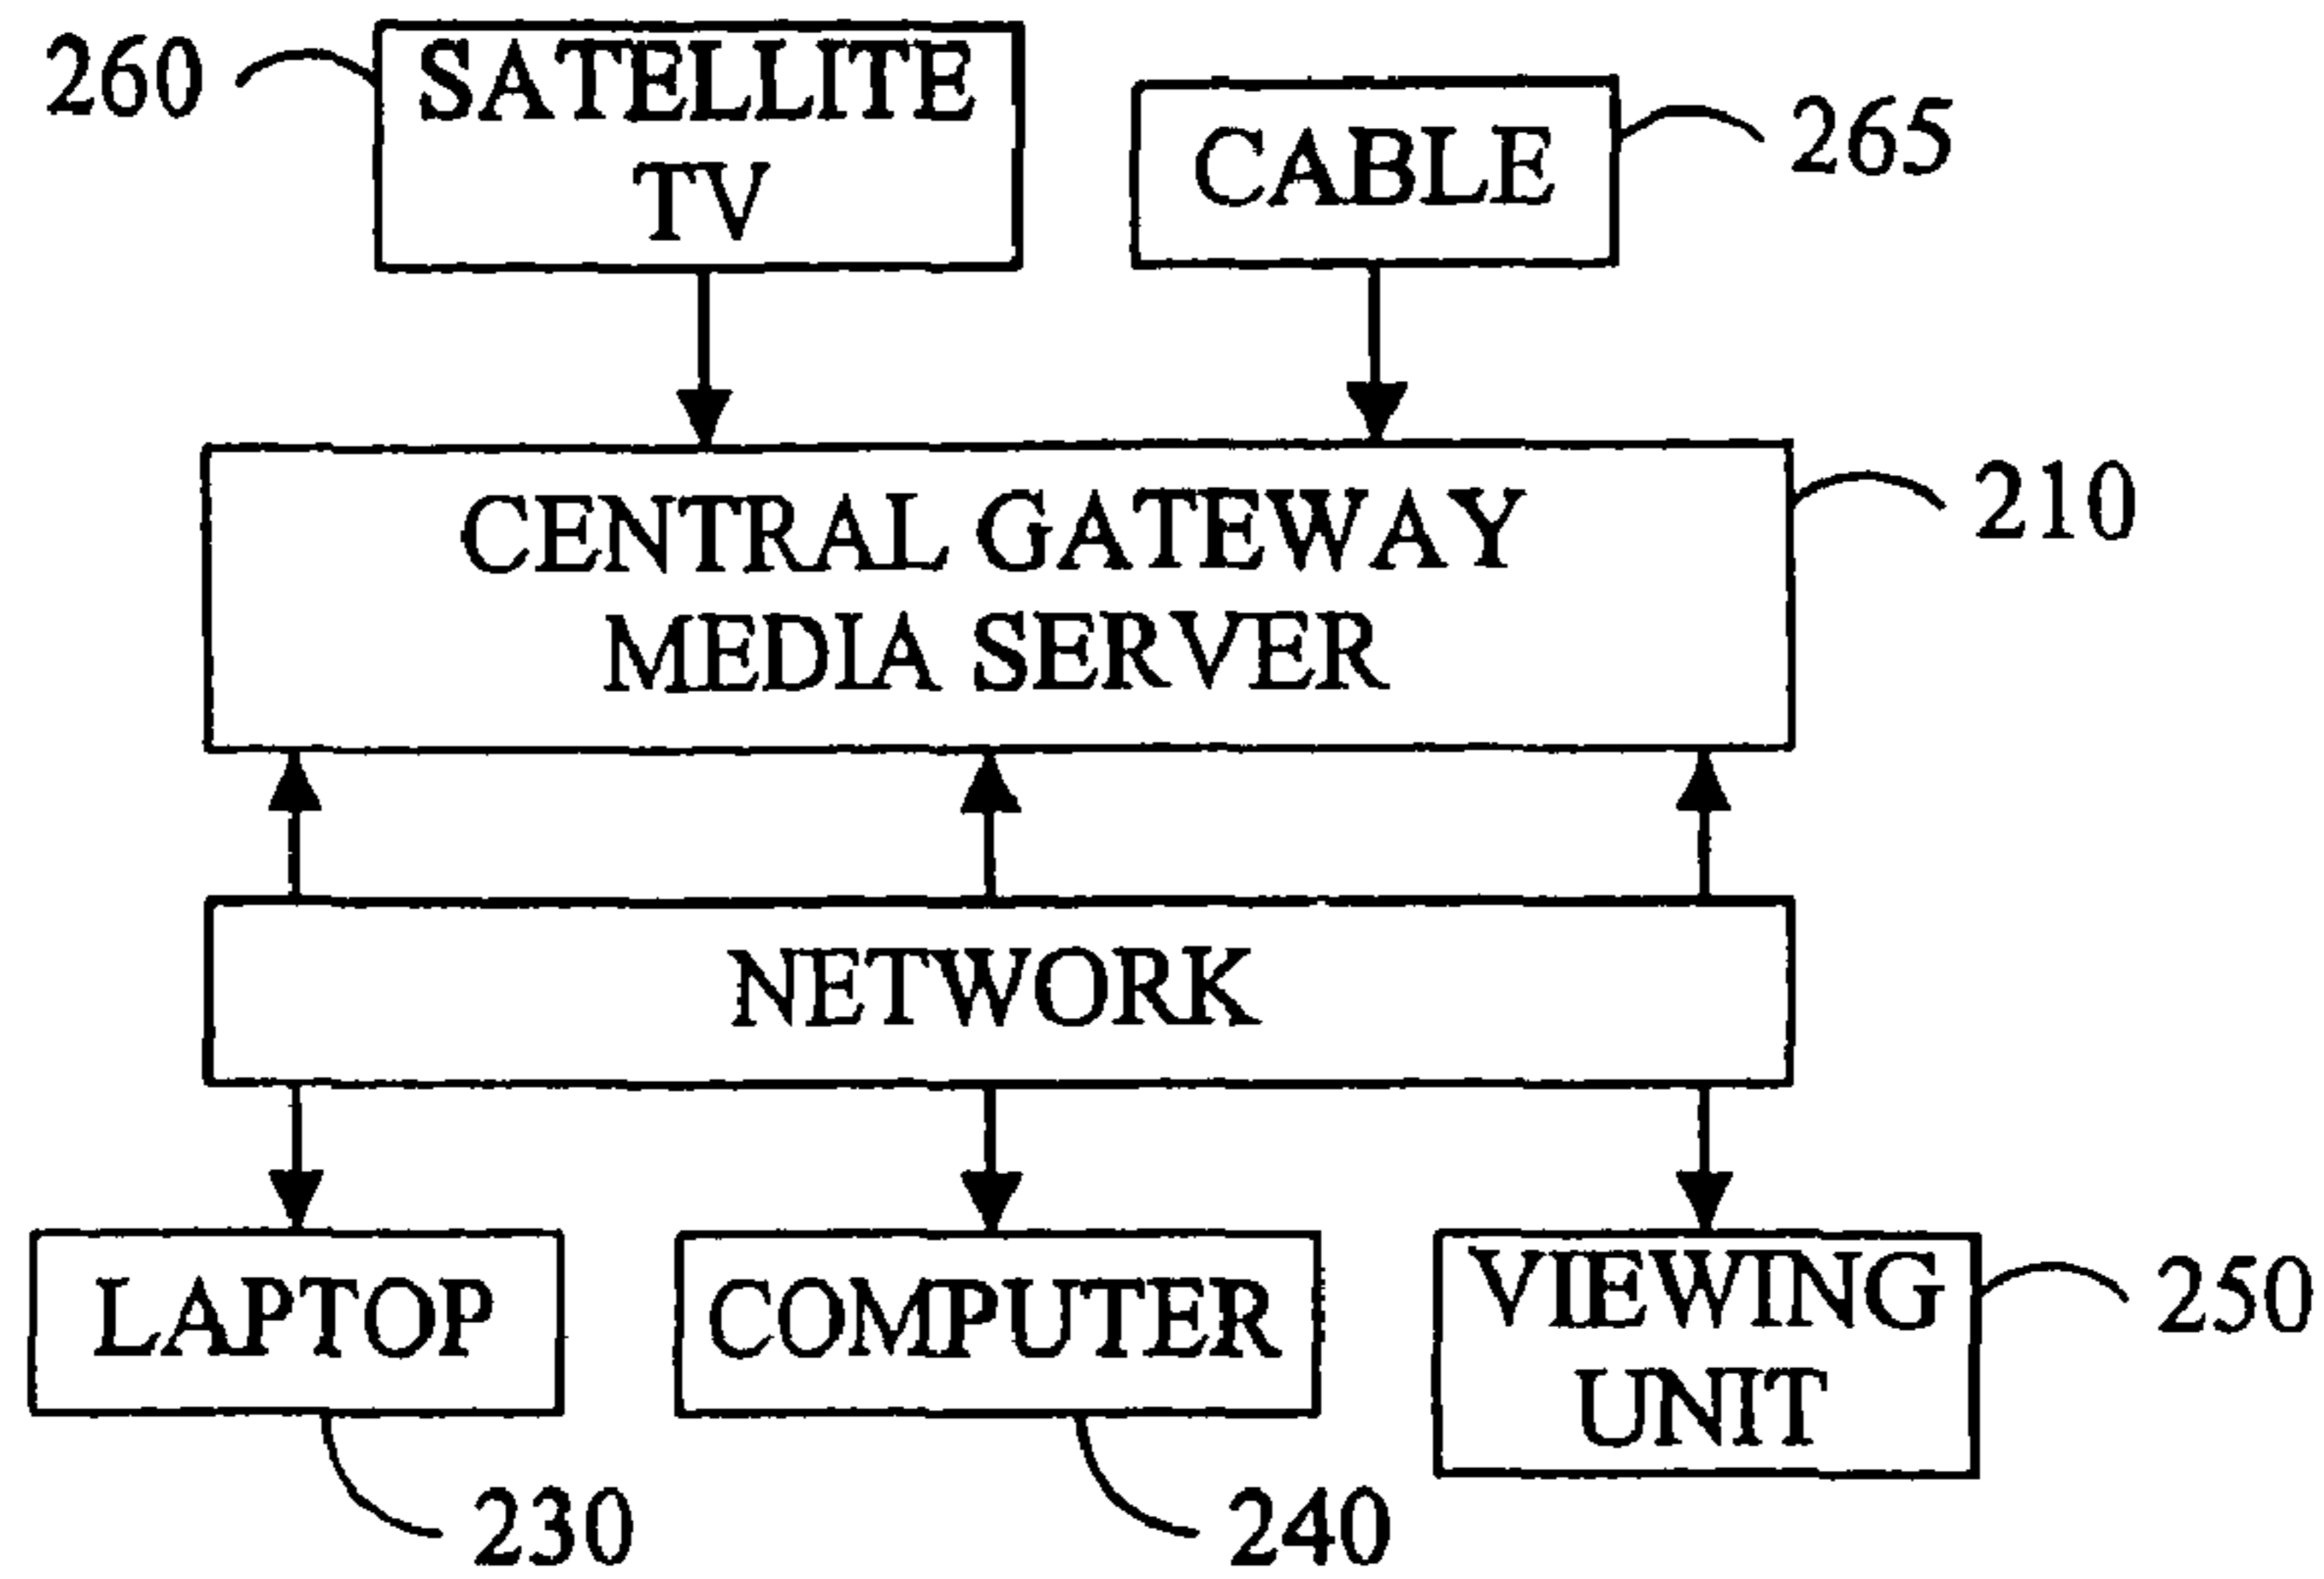 260
SATELLITE
TV
CABLE
265
CENTRAL GATEWAY
MEDIA SERVER
210
NETWORK
LAPTOP
COMPUTER
VIEWING
UNIT
250
230
240